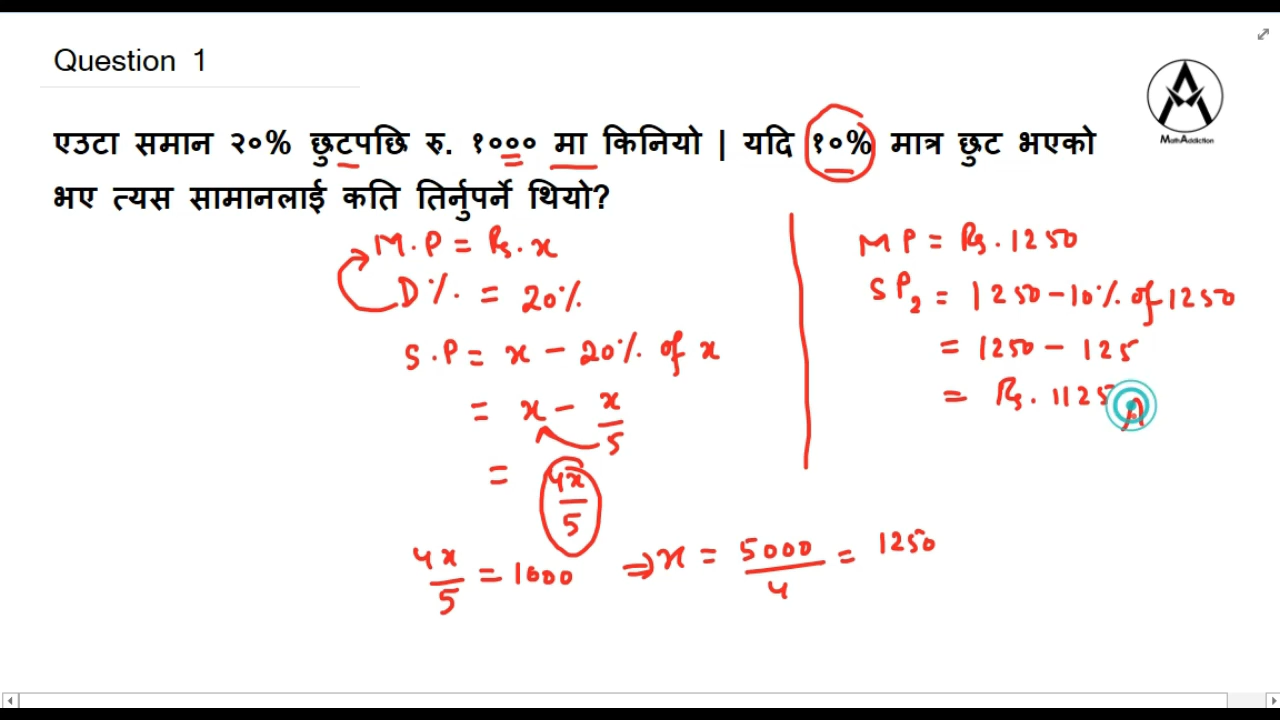 Question 1
एउटा समान २०% छुटपछि रु. १००० मा किनियो | यदि १०% मात्र छुट भएको
भए त्यस सामानलाई कति तिर्नुपर्ने थियो?
MathAddiction
M.P = Rs. x
D% = 20%
S.P = x - 20% of x
= x - x/5
= 4x/5
4x/5 = 1000 ⇒ x = 5000/4 = 1250
MP = Rs. 1250
SP₂ = 1250 - 10% of 1250
= 1250 - 125
= Rs. 1125